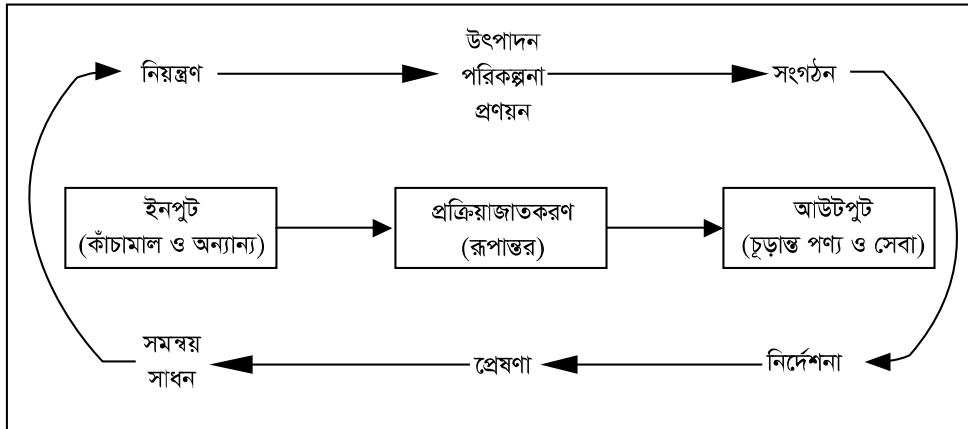 নিয়ন্ত্রণ
উৎপাদন
পরিকল্পনা
প্রণয়ন
সংগঠন
ইনপুট
(কাঁচামাল ও অন্যান্য)
প্রক্রিয়াজাতকরণ
(রূপান্তর)
আউটপুট
(চূড়ান্ত পণ্য ও সেবা)
সমন্বয়
সাধন
প্রেষণা
নির্দেশনা